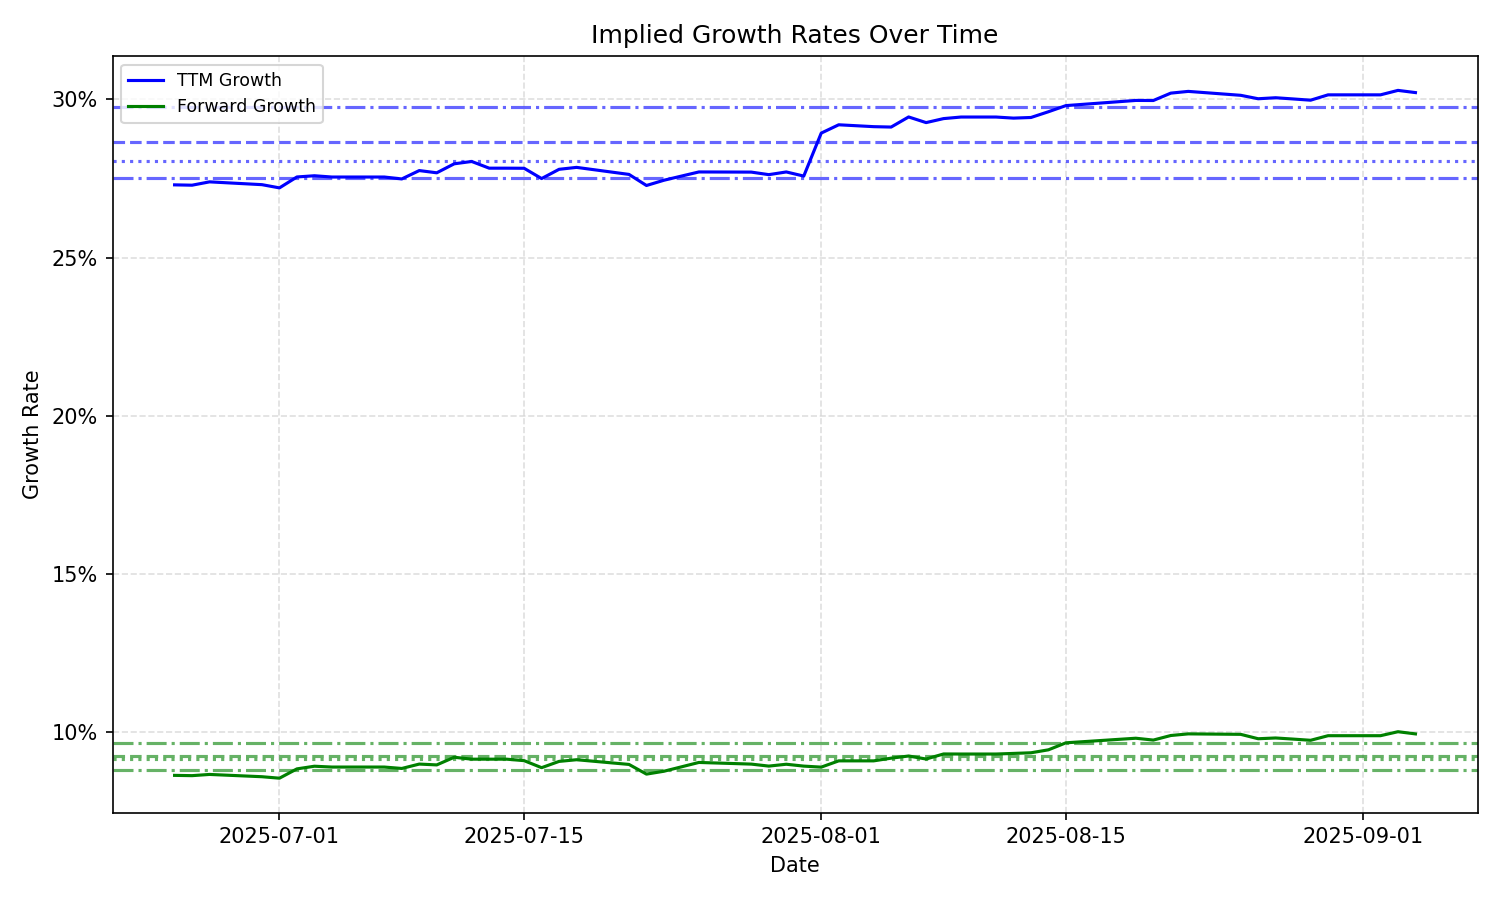 Implied Growth Rates Over Time
TTM Growth
Forward Growth
30%
25%
20%
15%
10%
Growth Rate
2025-07-01
2025-07-15
2025-08-01
2025-08-15
2025-09-01
Date